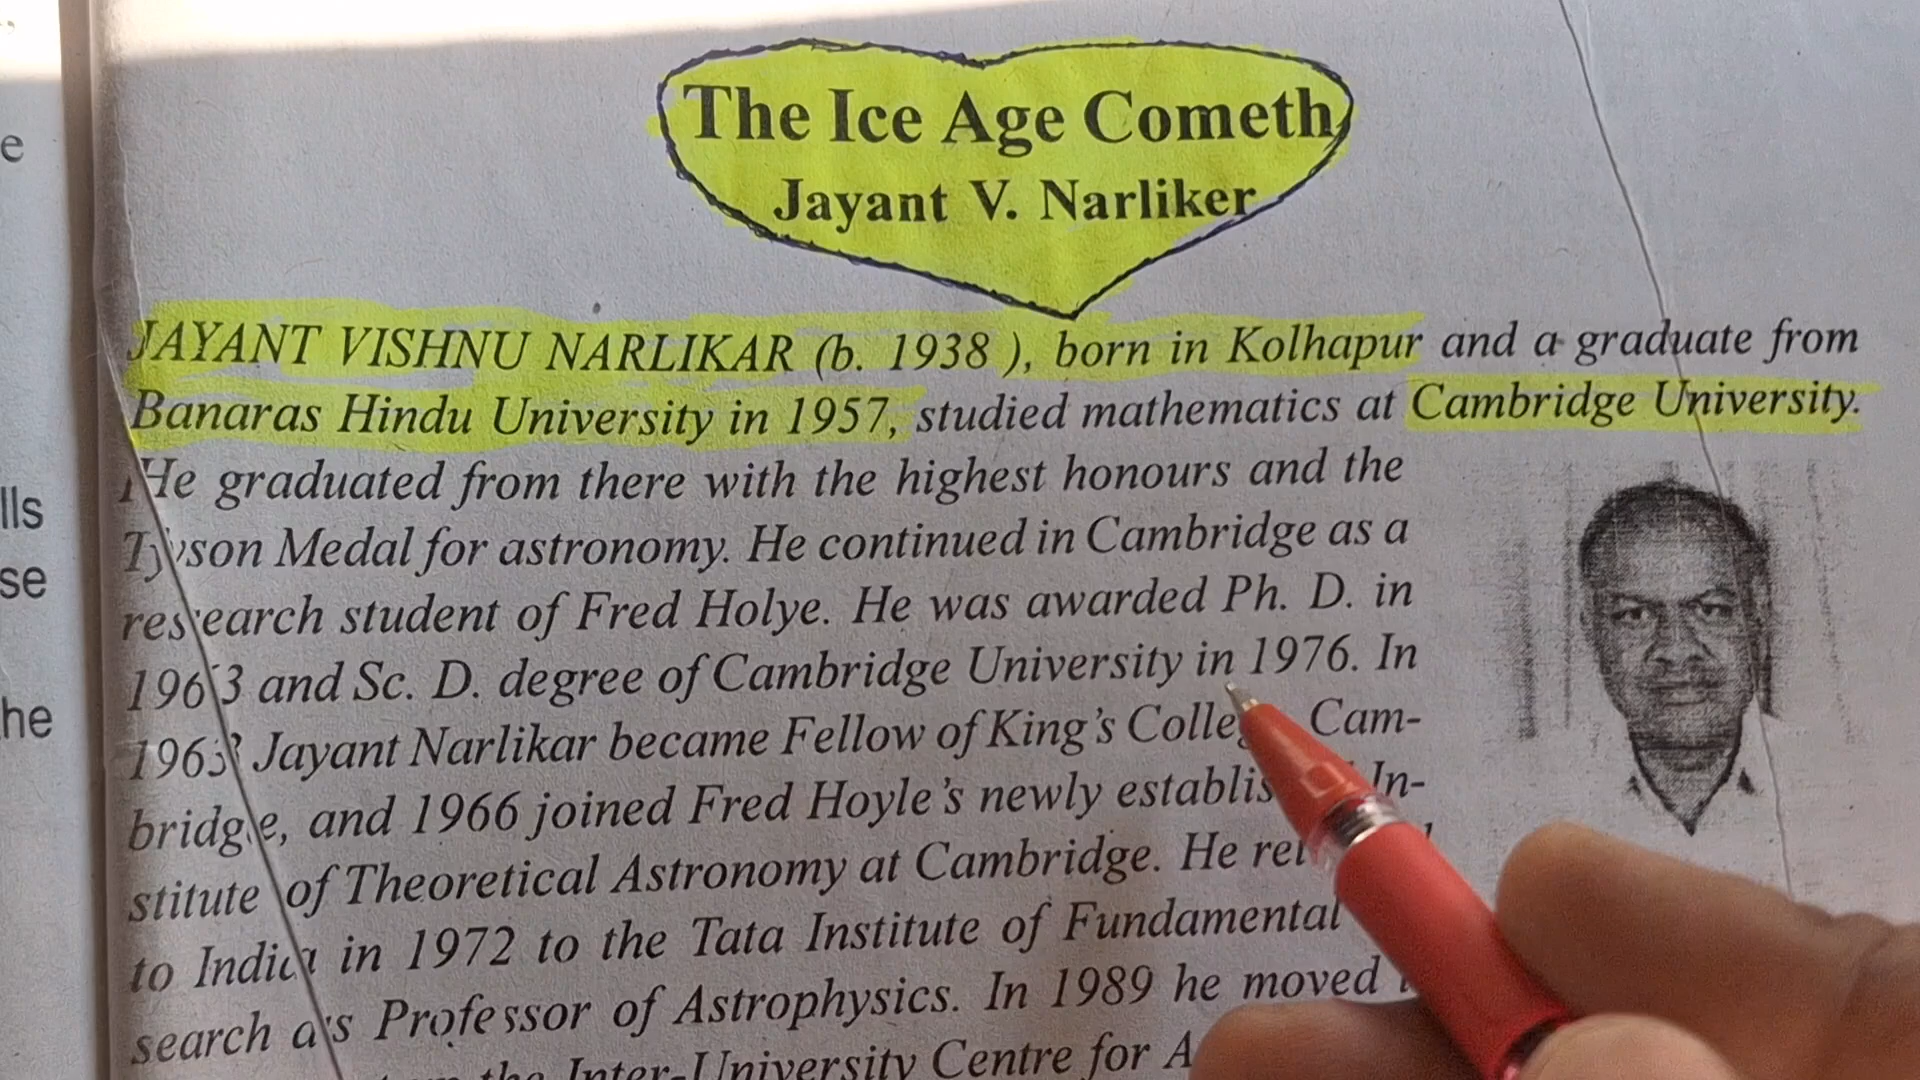 The Ice Age Cometh
Jayant V. Narliker
JAYANT VISHNU NARLIKAR (b. 1938 ), born in Kolhapur and a graduate from
Banaras Hindu University in 1957, studied mathematics at Cambridge University.
He graduated from there with the highest honours and the
Tyson Medal for astronomy. He continued in Cambridge as a
research student of Fred Holye. He was awarded Ph. D. in
1963 and Sc. D. degree of Cambridge University in 1976. In
1963 Jayant Narlikar became Fellow of King's Cam-
bridge, and 1966 joined Fred Hoyle's newly In-
stitute of Theoretical Astronomy at Cambridge. He
to India in 1972 to the Tata Institute of Fundamental
search as Professor of Astrophysics. In 1989 he moved
the Inter-University Centre for
e
lls
se
he